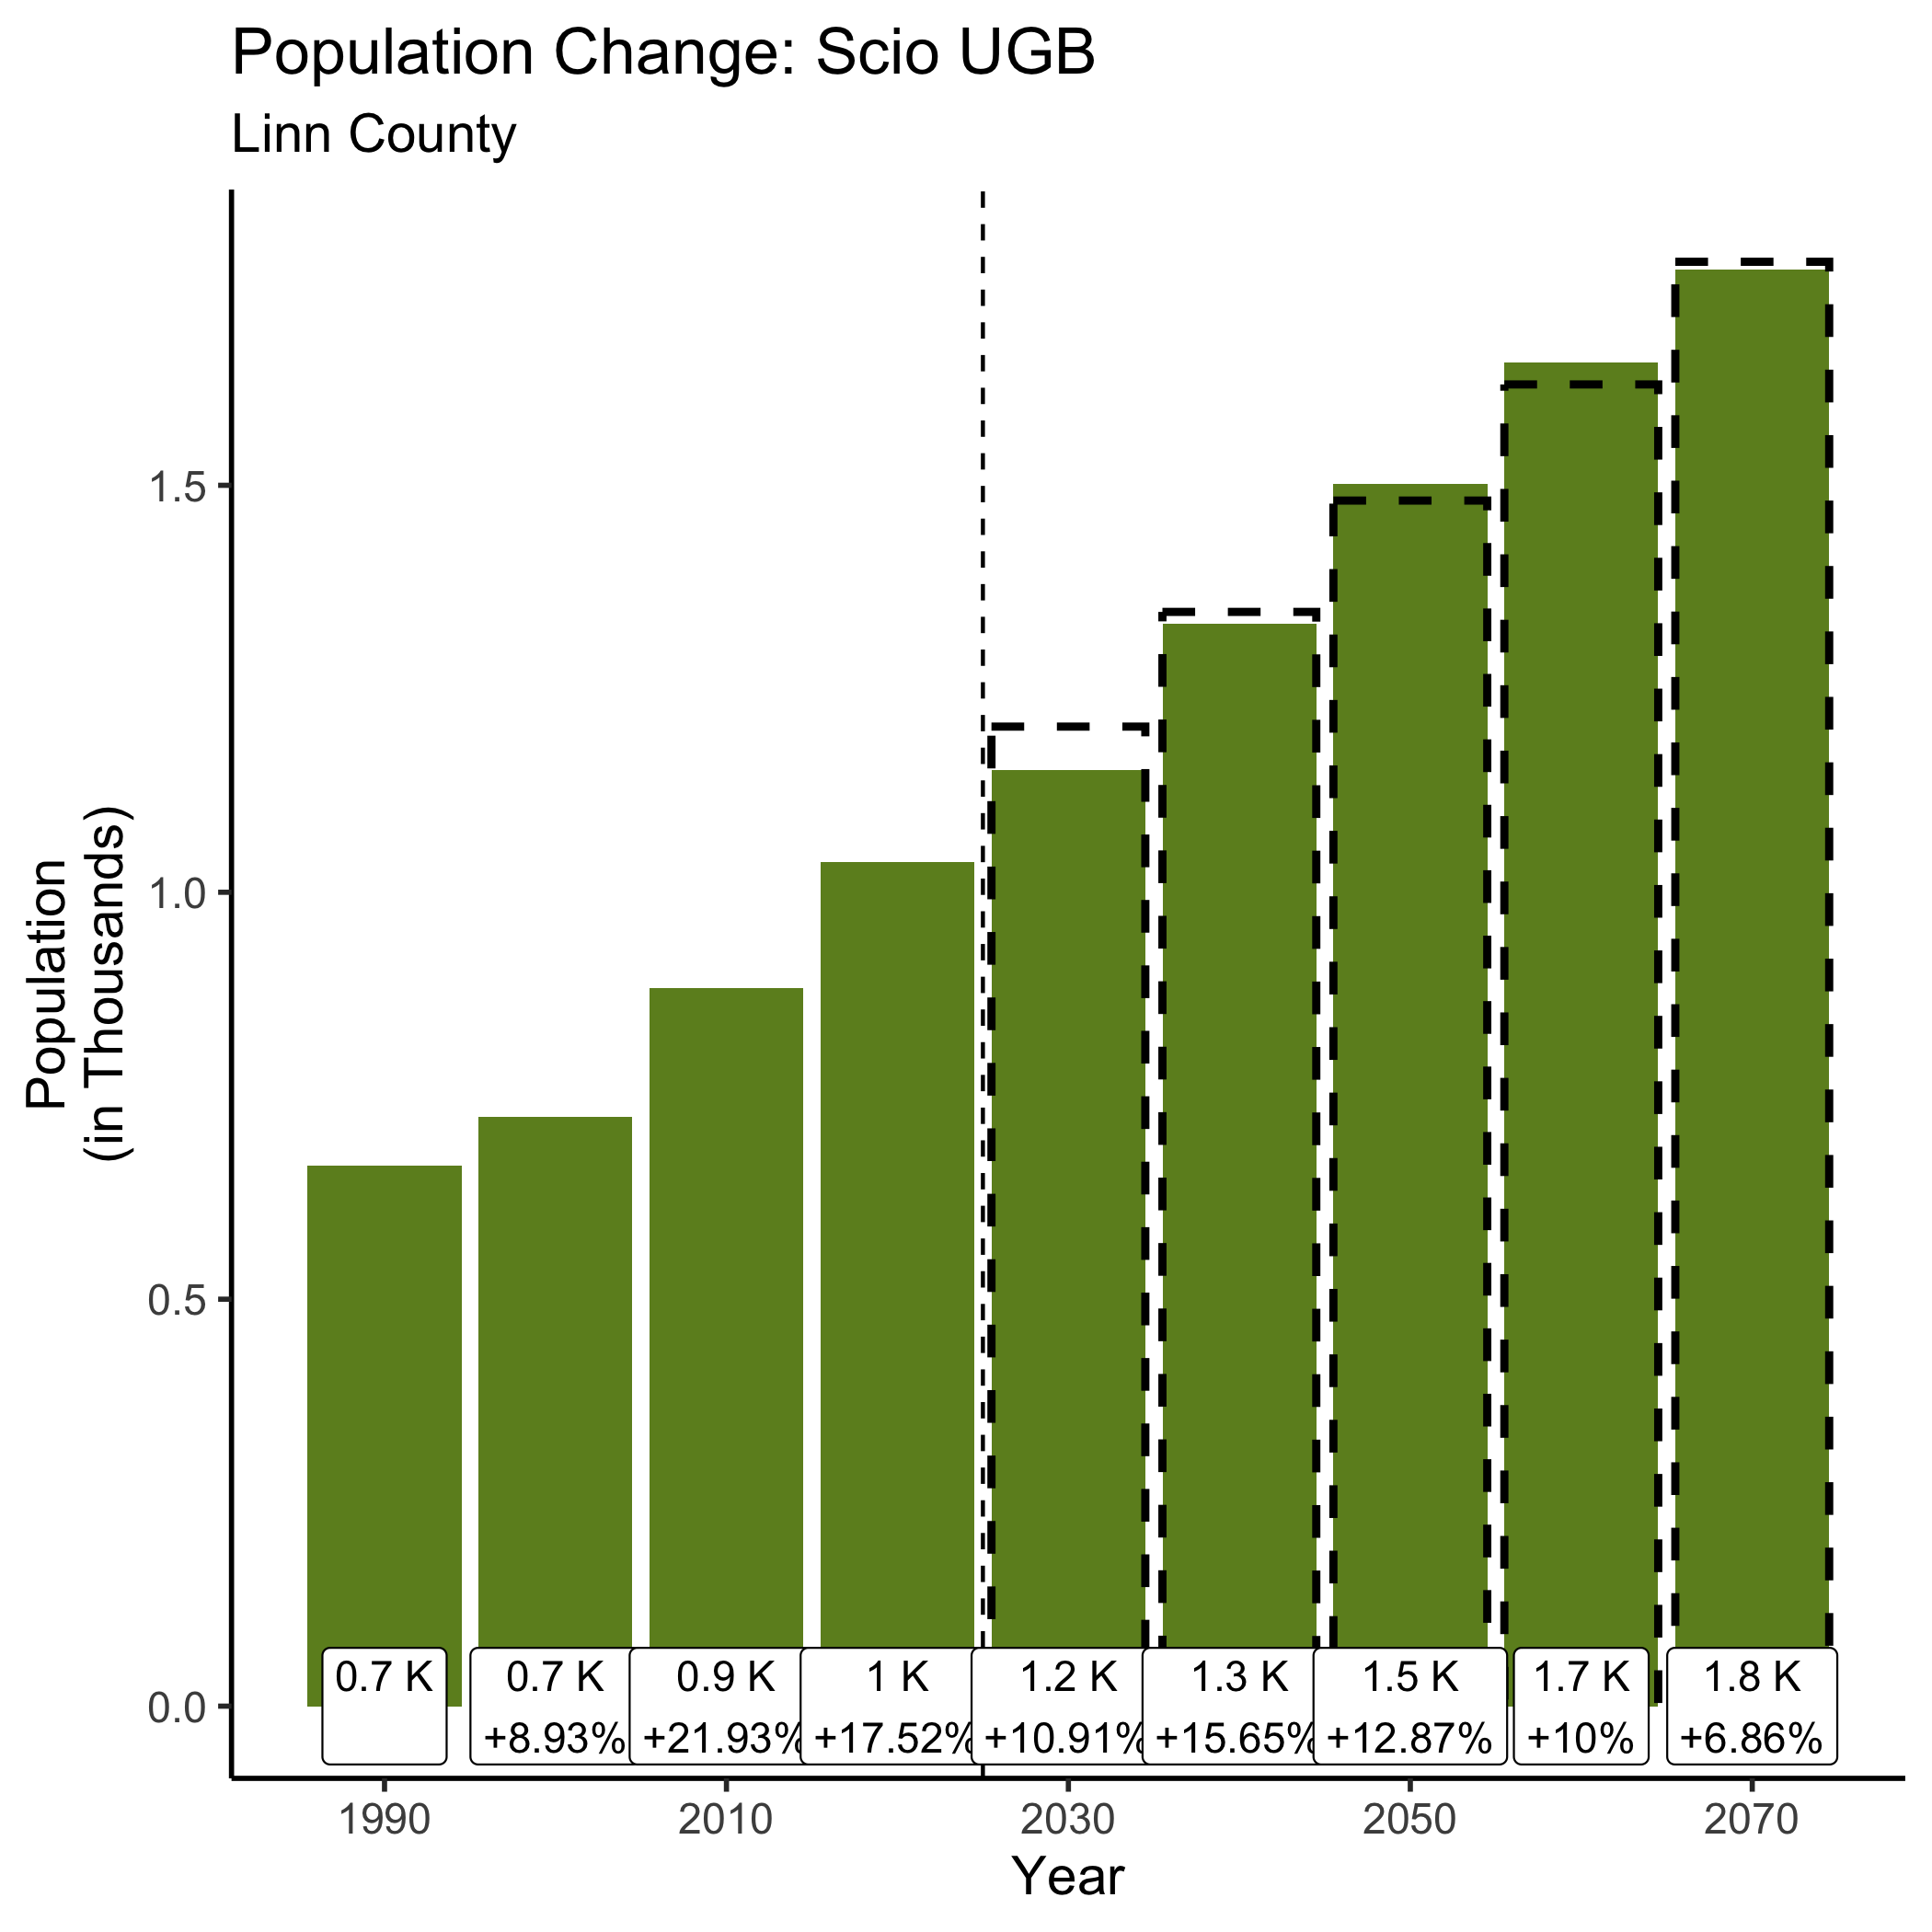 Population Change: Scio UGB
Linn County
Population
(in Thousands)
1.5
1.0
0.5
0.0
0.7 K
0.7 K
+8.93%
0.9 K
+21.93%
1 K
+17.52%
1.2 K
+10.91%
1.3 K
+15.65%
1.5 K
+12.87%
1.7 K
+10%
1.8 K
+6.86%
1990
2010
2030
2050
2070
Year